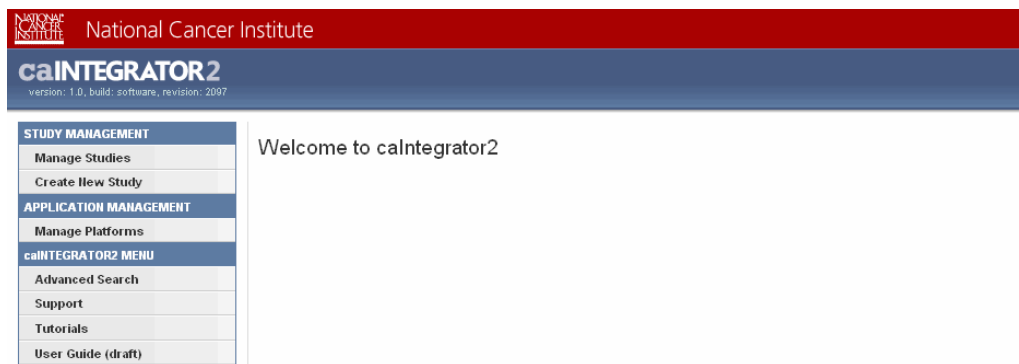 NATIONAL
CANCER
INSTITUTE
National Cancer Institute
caINTEGRATOR2
version: 1.0, build: software, revision: 2097
STUDY MANAGEMENT
Manage Studies
Create New Study
APPLICATION MANAGEMENT
Manage Platforms
caINTEGRATOR2 MENU
Advanced Search
Support
Tutorials
User Guide (draft)
Welcome to caIntegrator2